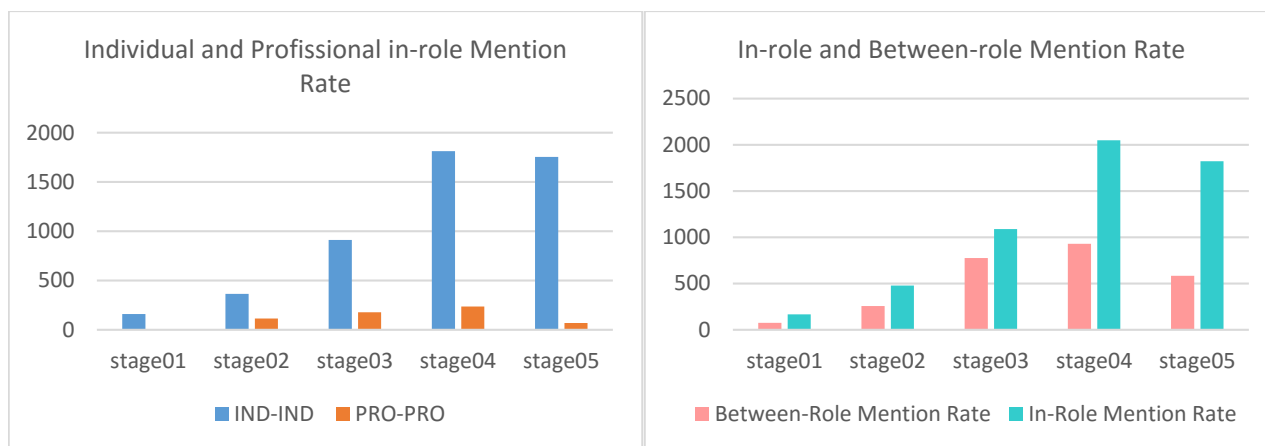 Individual and Profissional in-role Mention
Rate
2000
1500
1000
500
0
stage01 stage02 stage03 stage04 stage05
IND-IND PRO-PRO
In-role and Between-role Mention Rate
2500
2000
1500
1000
500
0
stage01 stage02 stage03 stage04 stage05
Between-Role Mention Rate In-Role Mention Rate